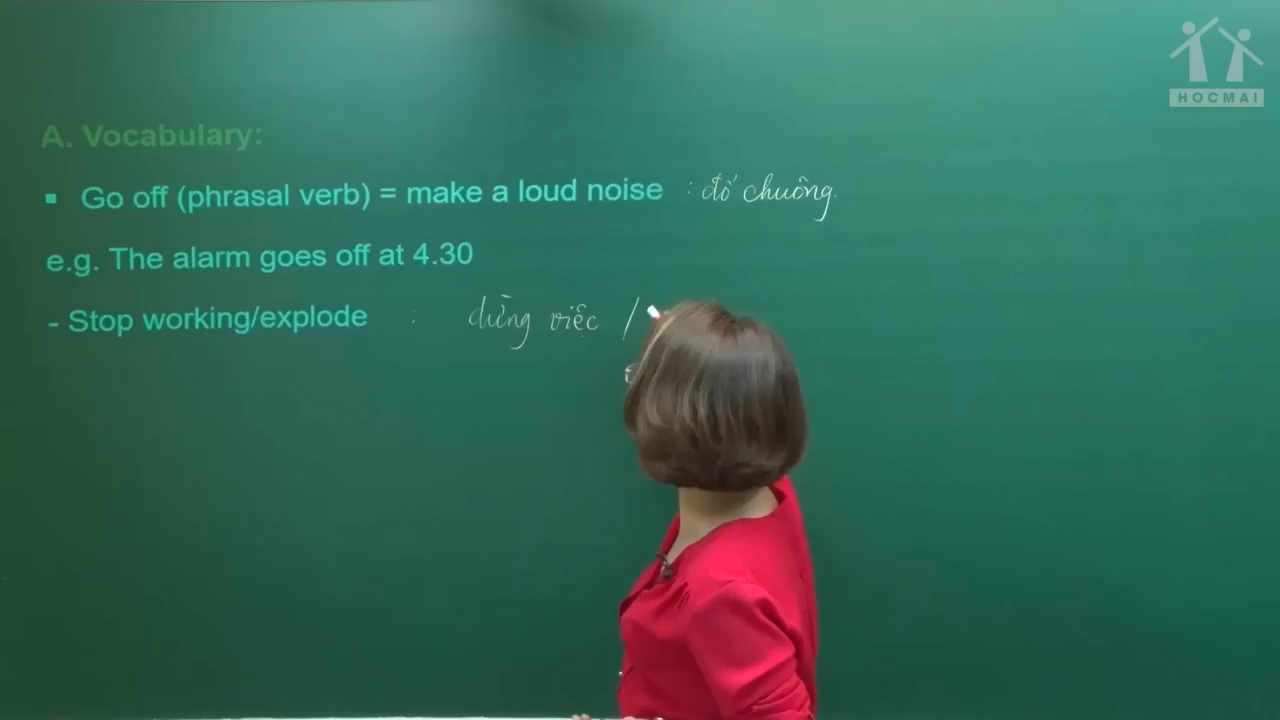 HOCMAI
A. Vocabulary:
▪ Go off (phrasal verb) = make a loud noise : đổ chuông.
e.g. The alarm goes off at 4.30
- Stop working/explode : dừng việc /